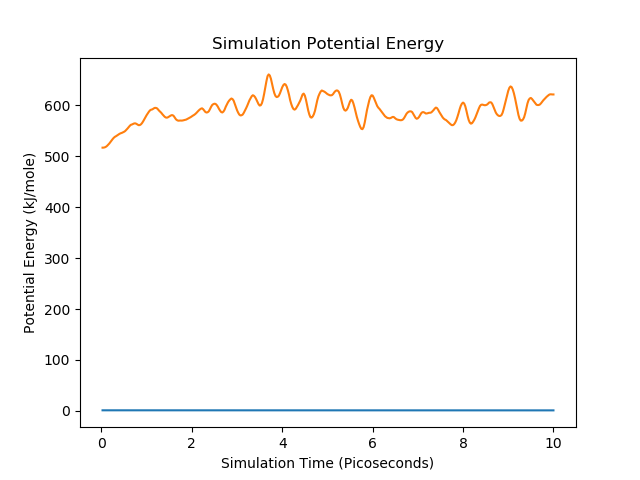 Simulation Potential Energy
Potential Energy (kJ/mole)
600
500
400
300
200
100
0
0 2 4 6 8 10
Simulation Time (Picoseconds)